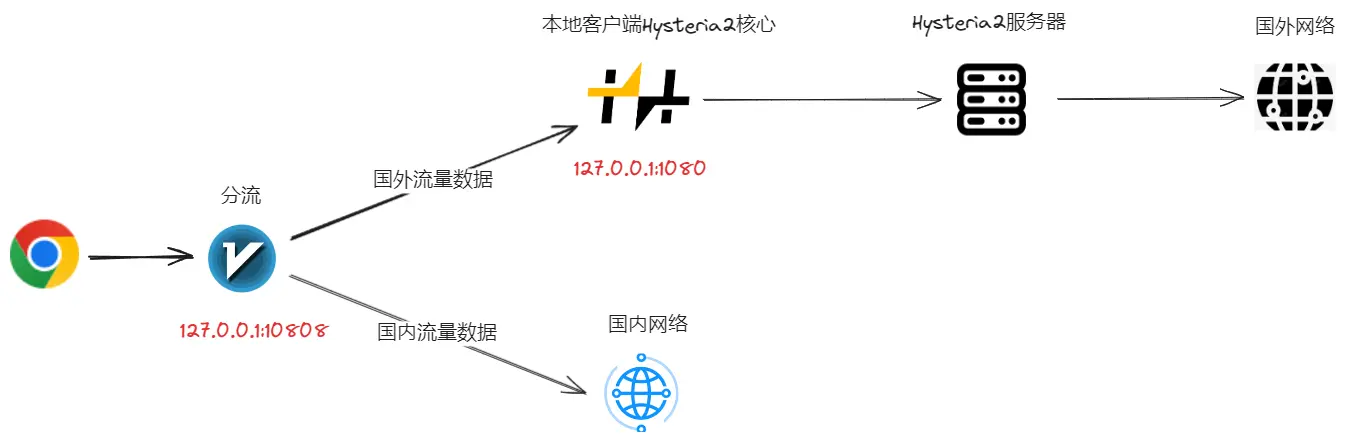 本地客户端Hysteria2核心
Hysteria2服务器
国外网络
127.0.0.1:1080
国外流量数据
分流
127.0.0.1:10808
国内流量数据
国内网络